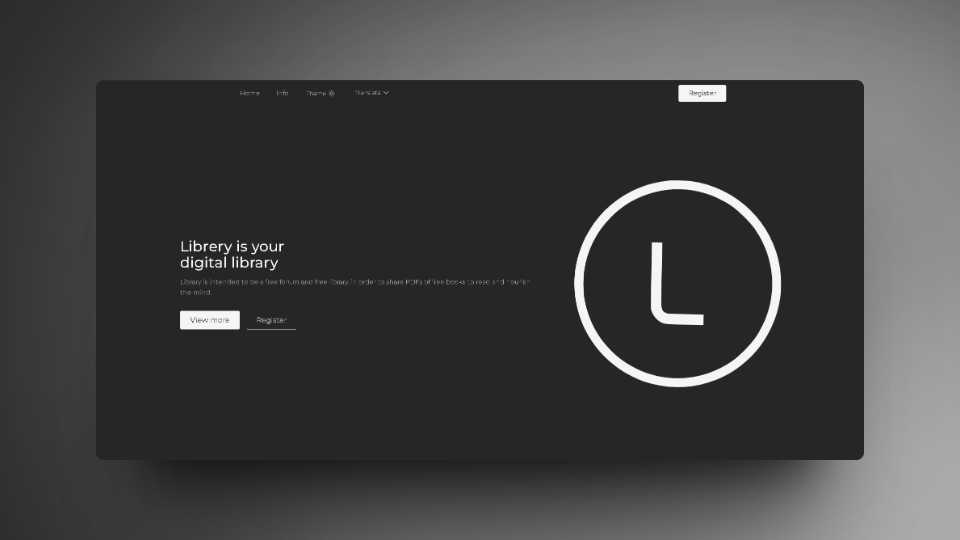 Home Info Theme Translate Register
Librery is your
digital library
Library is intended to be a free forum and free library, in order to share PDFs of free books to read and nourish
the mind.
View more Register
L